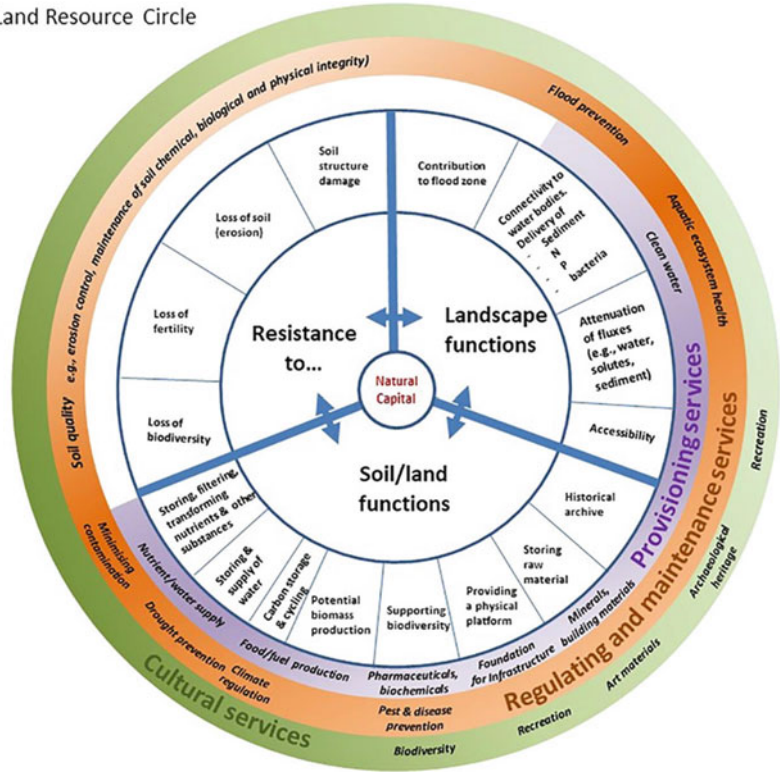 Land Resource Circle
Soil quality e.g., erosion control, maintenance of soil chemical, biological and physical integrity)
Flood prevention
Aquatic ecosystem health
Clean water
Provisioning services
Regulating and maintenance services
Cultural services
Recreation
Archaeological
heritage
Art materials
Recreation
Biodiversity
Pest & disease
prevention
Climate
regulation
Drought prevention
Minimising
contamination
Nutrient/water supply
Food/fuel production
Pharmaceuticals,
biochemicals
Foundation
for Infrastructure
Minerals,
building materials
Soil
structure
damage
Loss of soil
(erosion)
Loss of
fertility
Loss of
biodiversity
Contribution
to flood zone
Connectivity to
water bodies.
Delivery of
· Sediment
· N
· P
· bacteria
Attenuation
of fluxes
(e.g., water,
solutes,
sediment)
Accessibility
Historical
archive
Storing
raw
material
Providing
a physical
platform
Supporting
biodiversity
Potential
biomass
production
Carbon storage
& cycling
Storing &
supply of
water
Storing, filtering,
transforming
nutrients & other
substances
Resistance
to...
Landscape
functions
Soil/land
functions
Natural
Capital